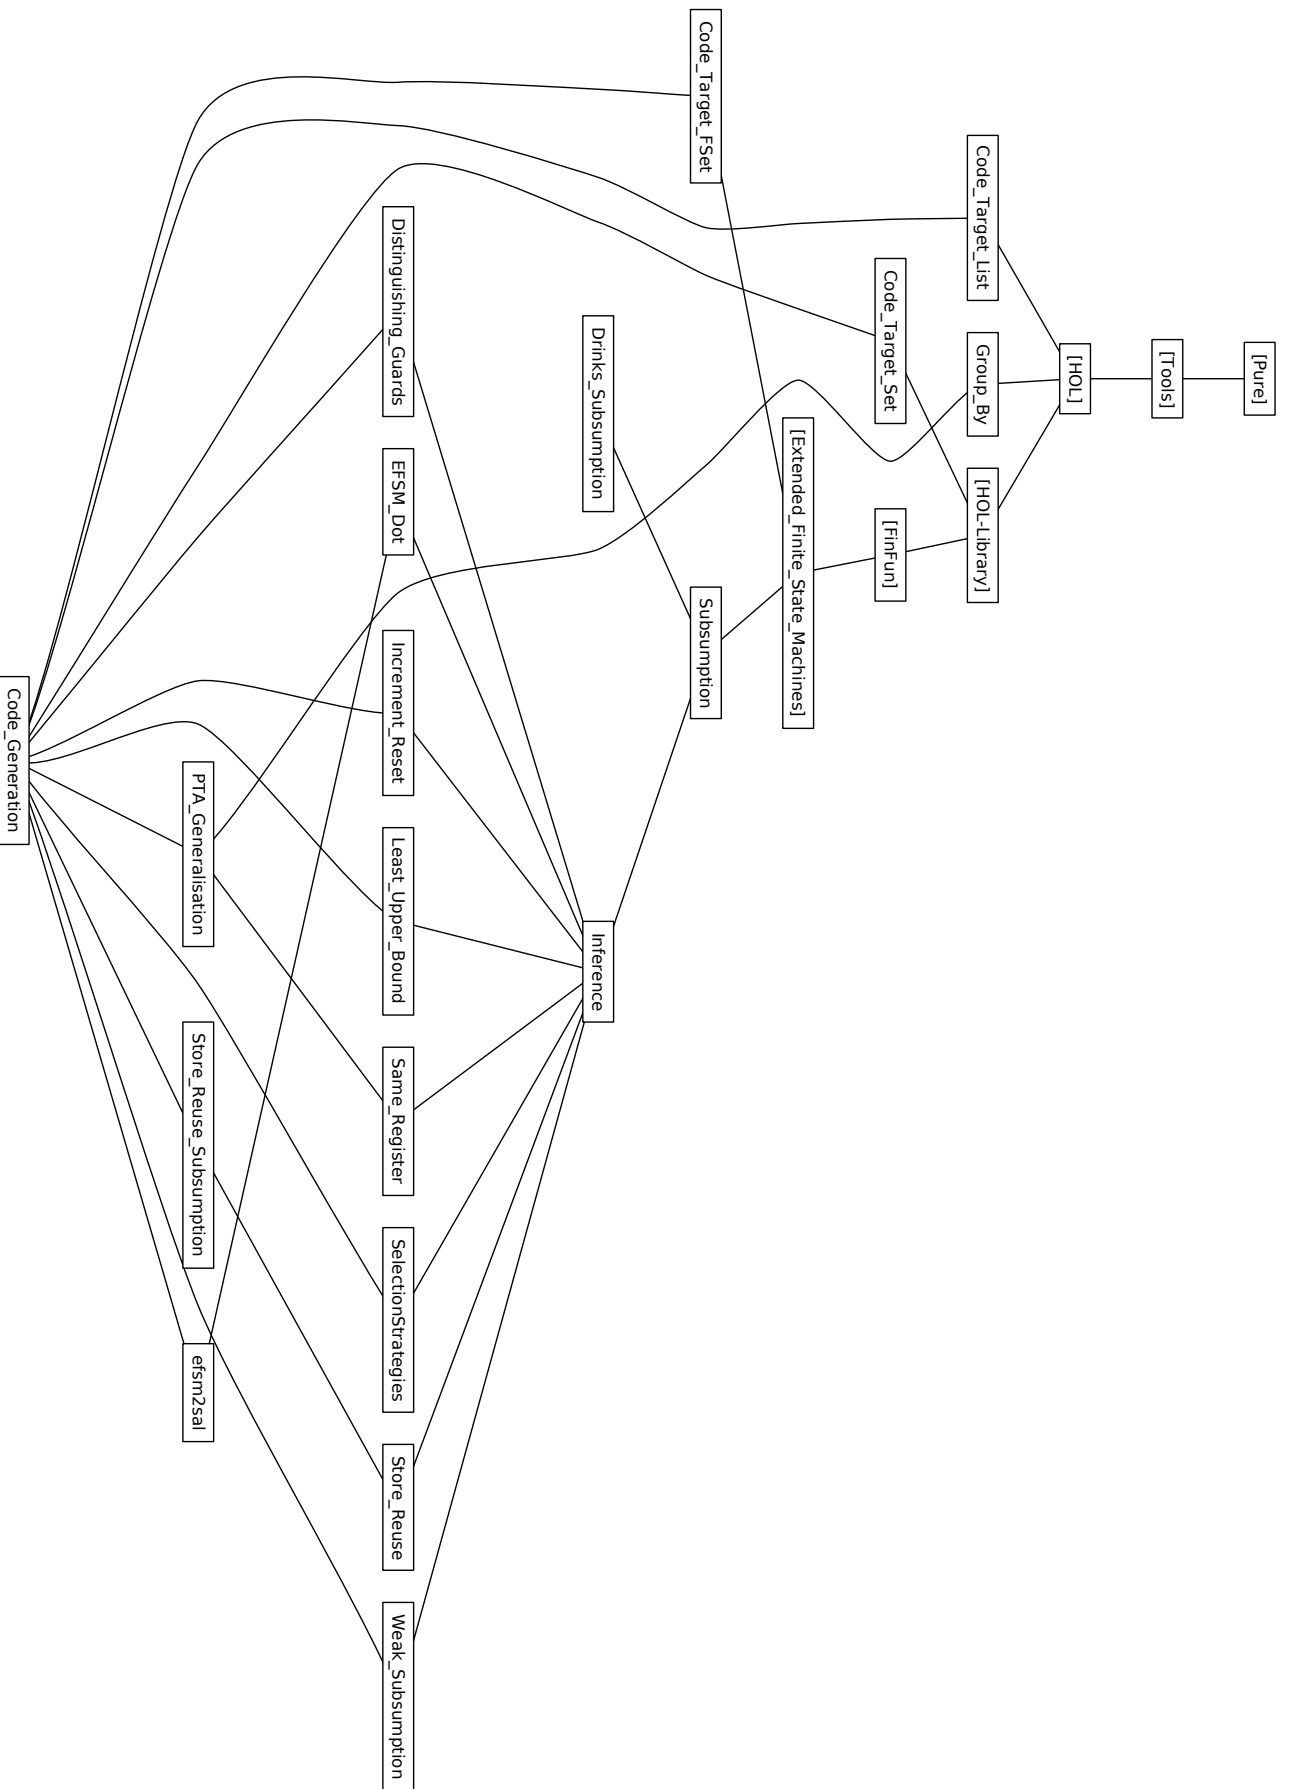 [Pure]
[Tools]
[HOL]
Code_Target_List
Group_By
[HOL-Library]
Code_Target_Set
[FinFun]
[Extended_Finite_State_Machines]
Code_Target_FSet
Subsumption
Drinks_Subsumption
Inference
Distinguishing_Guards
EFSM_Dot
Increment_Reset
Least_Upper_Bound
Same_Register
SelectionStrategies
Store_Reuse
Weak_Subsumption
PTA_Generalisation
Store_Reuse_Subsumption
efsm2sal
Code_Generation